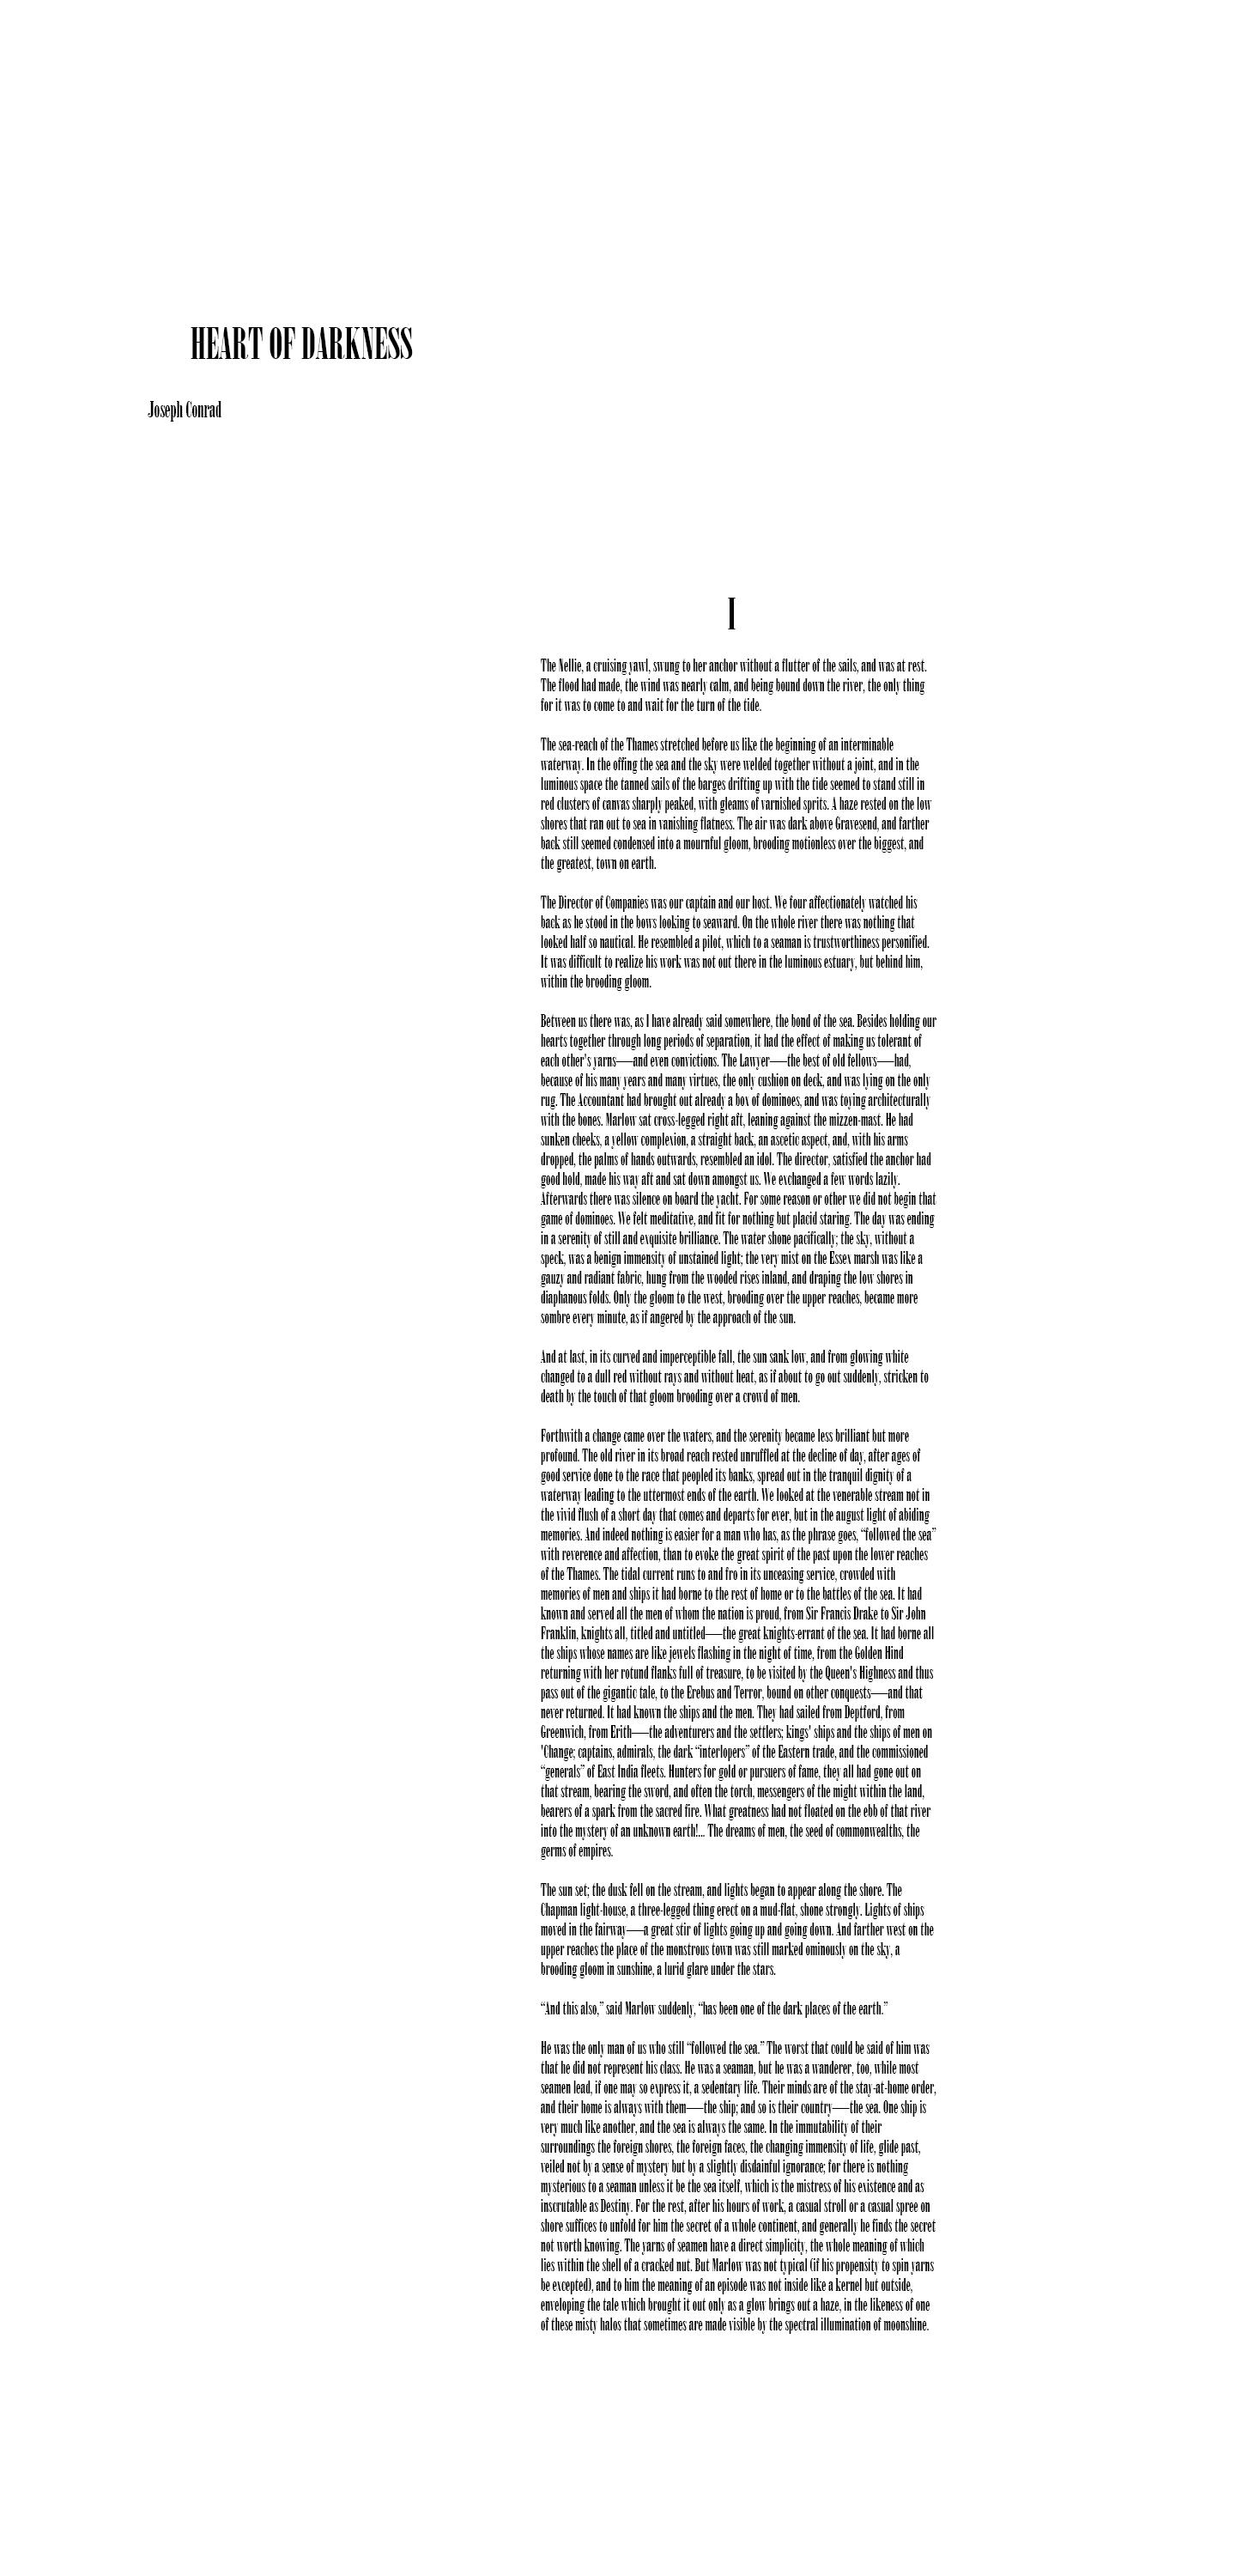 HEART OF DARKNESS
Joseph Conrad
I
The Nellie, a cruising yawl, swung to her anchor without a flutter of the sails, and was at rest.
The flood had made, the wind was nearly calm, and being bound down the river, the only thing
for it was to come to and wait for the turn of the tide.
The sea-reach of the Thames stretched before us like the beginning of an interminable
waterway. In the offing the sea and the sky were welded together without a joint, and in the
luminous space the tanned sails of the barges drifting up with the tide seemed to stand still in
red clusters of canvas sharply peaked, with gleams of varnished sprits. A haze rested on the low
shores that ran out to sea in vanishing flatness. The air was dark above Gravesend, and farther
back still seemed condensed into a mournful gloom, brooding motionless over the biggest, and
the greatest, town on earth.
The Director of Companies was our captain and our host. We four affectionately watched his
back as he stood in the bows looking to seaward. On the whole river there was nothing that
looked half so nautical. He resembled a pilot, which to a seaman is trustworthiness personified.
It was difficult to realize his work was not out there in the luminous estuary, but behind him,
within the brooding gloom.
Between us there was, as I have already said somewhere, the bond of the sea. Besides holding our
hearts together through long periods of separation, it had the effect of making us tolerant of
each other's yarns—and even convictions. The Lawyer—the best of old fellows—had,
because of his many years and many virtues, the only cushion on deck, and was lying on the only
rug. The Accountant had brought out already a box of dominoes, and was toying architecturally
with the bones. Marlow sat cross-legged right aft, leaning against the mizzen-mast. He had
sunken cheeks, a yellow complexion, a straight back, an ascetic aspect, and, with his arms
dropped, the palms of hands outwards, resembled an idol. The director, satisfied the anchor had
good hold, made his way aft and sat down amongst us. We exchanged a few words lazily.
Afterwards there was silence on board the yacht. For some reason or other we did not begin that
game of dominoes. We felt meditative, and fit for nothing but placid staring. The day was ending
in a serenity of still and exquisite brilliance. The water shone pacifically; the sky, without a
speck, was a benign immensity of unstained light; the very mist on the Essex marsh was like a
gauzy and radiant fabric, hung from the wooded rises inland, and draping the low shores in
diaphanous folds. Only the gloom to the west, brooding over the upper reaches, became more
sombre every minute, as if angered by the approach of the sun.
And at last, in its curved and imperceptible fall, the sun sank low, and from glowing white
changed to a dull red without rays and without heat, as if about to go out suddenly, stricken to
death by the touch of that gloom brooding over a crowd of men.
Forthwith a change came over the waters, and the serenity became less brilliant but more
profound. The old river in its broad reach rested unruffled at the decline of day, after ages of
good service done to the race that peopled its banks, spread out in the tranquil dignity of a
waterway leading to the uttermost ends of the earth. We looked at the venerable stream not in
the vivid flush of a short day that comes and departs for ever, but in the august light of abiding
memories. And indeed nothing is easier for a man who has, as the phrase goes, “followed the sea”
with reverence and affection, than to evoke the great spirit of the past upon the lower reaches
of the Thames. The tidal current runs to and fro in its unceasing service, crowded with
memories of men and ships it had borne to the rest of home or to the battles of the sea. It had
known and served all the men of whom the nation is proud, from Sir Francis Drake to Sir John
Franklin, knights all, titled and untitled—the great knights-errant of the sea. It had borne all
the ships whose names are like jewels flashing in the night of time, from the Golden Hind
returning with her rotund flanks full of treasure, to be visited by the Queen's Highness and thus
pass out of the gigantic tale, to the Erebus and Terror, bound on other conquests—and that
never returned. It had known the ships and the men. They had sailed from Deptford, from
Greenwich, from Erith—the adventurers and the settlers; kings' ships and the ships of men on
'Change; captains, admirals, the dark “interlopers” of the Eastern trade, and the commissioned
“generals” of East India fleets. Hunters for gold or pursuers of fame, they all had gone out on
that stream, bearing the sword, and often the torch, messengers of the might within the land,
bearers of a spark from the sacred fire. What greatness had not floated on the ebb of that river
into the mystery of an unknown earth!... The dreams of men, the seed of commonwealths, the
germs of empires.
The sun set; the dusk fell on the stream, and lights began to appear along the shore. The
Chapman light-house, a three-legged thing erect on a mud-flat, shone strongly. Lights of ships
moved in the fairway—a great stir of lights going up and going down. And farther west on the
upper reaches the place of the monstrous town was still marked ominously on the sky, a
brooding gloom in sunshine, a lurid glare under the stars.
“And this also,” said Marlow suddenly, “has been one of the dark places of the earth.”
He was the only man of us who still “followed the sea.” The worst that could be said of him was
that he did not represent his class. He was a seaman, but he was a wanderer, too, while most
seamen lead, if one may so express it, a sedentary life. Their minds are of the stay-at-home order,
and their home is always with them—the ship; and so is their country—the sea. One ship is
very much like another, and the sea is always the same. In the immutability of their
surroundings the foreign shores, the foreign faces, the changing immensity of life, glide past,
veiled not by a sense of mystery but by a slightly disdainful ignorance; for there is nothing
mysterious to a seaman unless it be the sea itself, which is the mistress of his existence and as
inscrutable as Destiny. For the rest, after his hours of work, a casual stroll or a casual spree on
shore suffices to unfold for him the secret of a whole continent, and generally he finds the secret
not worth knowing. The yarns of seamen have a direct simplicity, the whole meaning of which
lies within the shell of a cracked nut. But Marlow was not typical (if his propensity to spin yarns
be excepted), and to him the meaning of an episode was not inside like a kernel but outside,
enveloping the tale which brought it out only as a glow brings out a haze, in the likeness of one
of these misty halos that sometimes are made visible by the spectral illumination of moonshine.